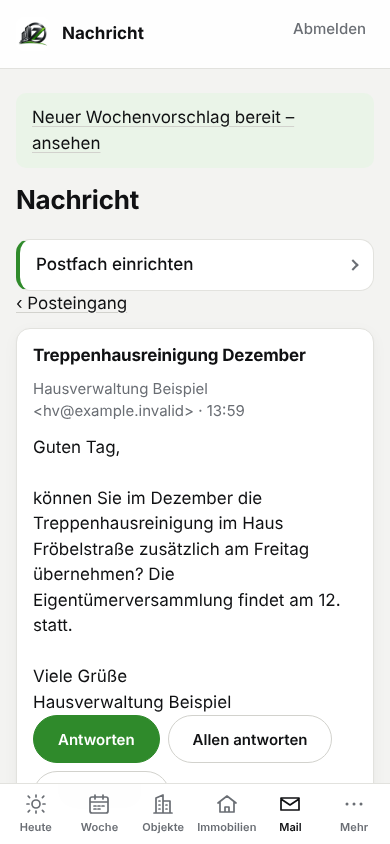 Nachricht
Abmelden
Neuer Wochenvorschlag bereit –
ansehen
Nachricht
Postfach einrichten
‹ Posteingang
Treppenhausreinigung Dezember
Hausverwaltung Beispiel
<hv@example.invalid> · 13:59
Guten Tag,
können Sie im Dezember die
Treppenhausreinigung im Haus
Fröbelstraße zusätzlich am Freitag
übernehmen? Die
Eigentümerversammlung findet am 12.
statt.
Viele Grüße
Hausverwaltung Beispiel
Antworten
Allen antworten
Heute
Woche
Objekte
Immobilien
Mail
Mehr